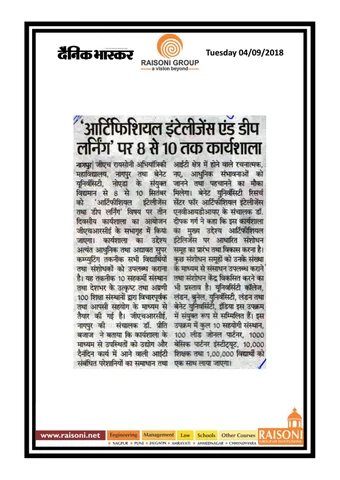 दैनिक भास्कर
RAISONI GROUP
a vision beyond
Tuesday 04/09/2018
'आर्टिफिशियल इंटेलीजेंस एंड डीप
लर्निंग' पर 8 से 10 तक कार्यशाला
नागपुर| जीएच रायसोनी अभियांत्रिकी
महाविद्यालय, नागपुर तथा बेनेट
यूनिवर्सिटी, नोएडा के संयुक्त
विद्यमान से 8 से 10 सितंबर
को 'आर्टिफीशियल इंटेलीजेंस
तथा डीप लर्निंग' विषय पर तीन
दिवसीय कार्यशाला का आयोजन
जीएचआरसीई के सभागृह में किया
जाएगा। कार्यशाला का उद्देश्य
अत्यंत आधुनिक तथा अद्यावत सुपर
कम्प्युटिंग तकनीक सभी विद्यार्थियों
तथा संशोधकों को उपलब्ध कराना
है। यह तकनीक 10 सहकार्य संस्थान
तथा देशभर के उत्कृष्ट तथा अग्रणी
100 शिक्षा संस्थानों द्वारा विचारपूर्वक
तथा आपसी सहयोग के माध्यम से
तैयार की गई है। जीएचआरसीई,
नागपुर की संचालक डॉ. प्रीति
बजाज ने बताया कि कार्यशाला के
माध्यम से उपस्थितों को उद्योग और
दैनंदिन कार्य में आने वाली आईटी
संबंधित परेशानियों का समाधान तथा
आईटी क्षेत्र में होने वाले रचनात्मक,
नए, आधुनिक संभावनाओं को
जानने तथा पहचानने का मौका
मिलेगा। बेनेट यूनिवर्सिटी रिसर्च
सेंटर फॉर आर्टिफीशियल इंटेलीजेंस
एनवीआयडीआयए के संचालक डॉ.
दीपक गर्ग ने कहा कि इस कार्यशाला
का मुख्य उद्देश्य आर्टिफीशियल
इंटेलिजेंस पर आधारित संशोधन
समूह का प्रारंभ तथा विकास करना है।
कुछ संशोधन समूहों को उनके संख्या
के माध्यम से संसाधन उपलब्ध कराने
तथा संशोधन केंद्र विकसित करने का
भी प्रस्ताव है। यूनिवर्सिटी कॉलेज,
लंडन, ब्रुनेल, यूनिवर्सिटी, लंडन तथा
बेनेट यूनिवर्सिटी, इंडिया इस उपक्रम
में संयुक्त रूप से सम्मिलित हैं। इस
उपक्रम में कुल 10 सहयोगी संस्थान,
100 लीड जोनल पार्टनर, 1000
बेसिक पार्टनर इंस्टीट्यूट, 10,000
शिक्षक तथा 1,00,000 विद्यार्थी को
एक साथ लाया जाएगा।
www.raisoni.net
Engineering Management Law Schools Other Courses
RAISONI
NAGPUR • PUNE • JALGAON • AMRAVATI • AHMEDNAGAR • CHHINDWARA